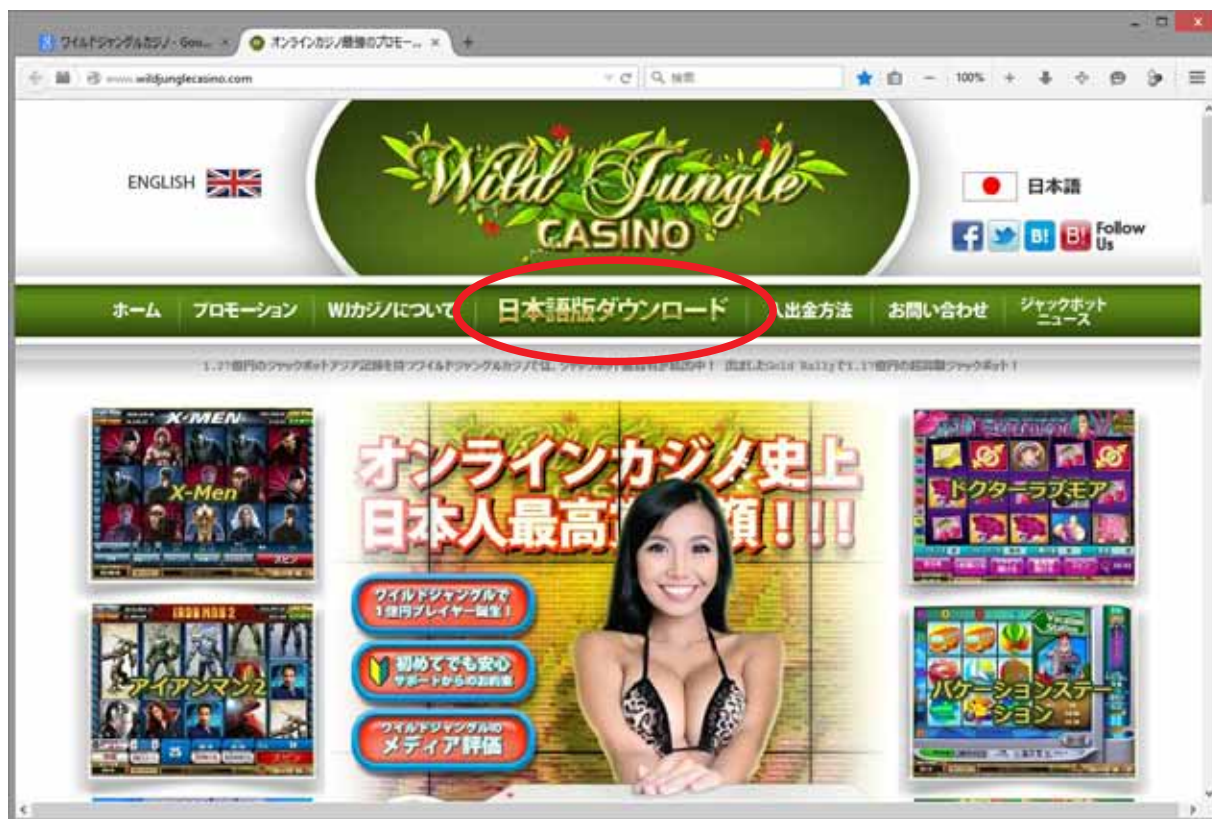 ワイルドジャングルカジノ - Goo...
オンラインカジノ最強のプロモー...
www.wildjunglecasino.com
検索
100%
ENGLISH
Wild Jungle
CASINO
日本語
Follow
Us
ホーム
プロモーション
WJカジノについて
日本語版ダウンロード
入出金方法
お問い合わせ
ジャックポット
ニュース
X-MEN
X-Men
スピン
オンラインカジノ史上
日本人最高
額!!!
ドクターラブモア
ワイルドジャングルで
1億円プレイヤー誕生!
初めてでも安心
サポートからのお約束
ワイルドジャングルの
メディア評価
IRON MAN 2
アイアンマン2
25
スピン
Vacation
Station
バケーションステー
ション